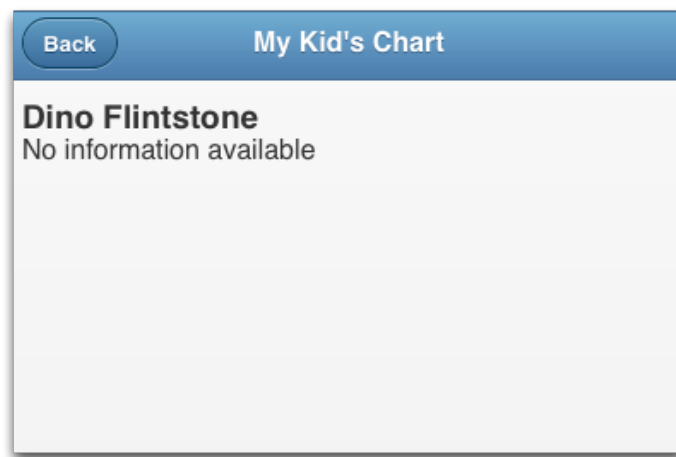 Back
My Kid's Chart
Dino Flintstone
No information available